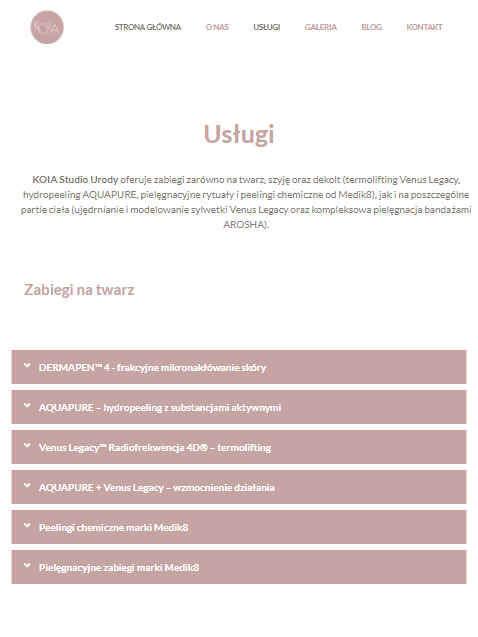 KOIA
STRONA GŁÓWNA O NAS USŁUGI GALERIA BLOG KONTAKT
Usługi
KOIA Studio Urody oferuje zabiegi zarówno na twarz, szyję oraz dekolt (termolifting Venus Legacy,
hydropeeling AQUAPURE, pielęgnacyjne rytuały i peelingi chemiczne od Medik8), jak i na poszczególne
partie ciała (ujędrnianie i modelowanie sylwetki Venus Legacy oraz kompleksowa pielęgnacja bandażami
AROSHA).
Zabiegi na twarz
DERMAPEN™ 4 - frakcyjne mikronakłówanie skóry
AQUAPURE – hydropeeling z substancjami aktywnymi
Venus Legacy™ Radiofrekwencja 4D® – termolifting
AQUAPURE + Venus Legacy – wzmocnienie działania
Peelingi chemiczne marki Medik8
Pielęgnacyjne zabiegi marki Medik8